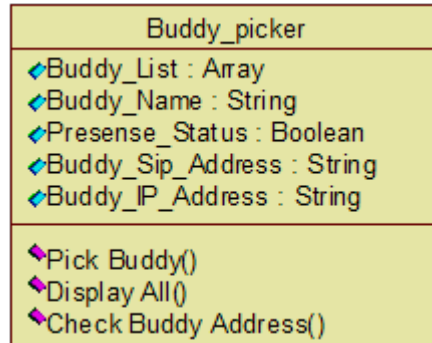 Buddy_picker
Buddy_List : Array
Buddy_Name : String
Presense_Status : Boolean
Buddy_Sip_Address : String
Buddy_IP_Address : String
Pick Buddy()
Display All()
Check Buddy Address()